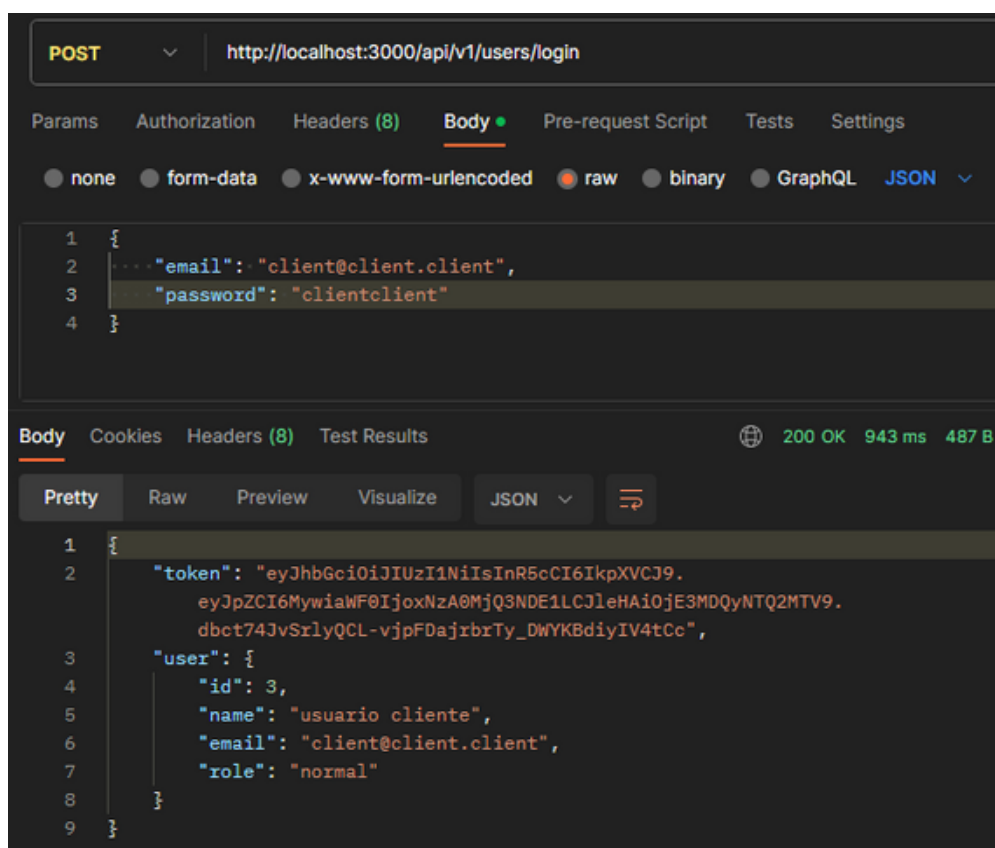 POST http://localhost:3000/api/v1/users/login
Params Authorization Headers (8) Body Pre-request Script Tests Settings
none form-data x-www-form-urlencoded raw binary GraphQL JSON
1 {
2 "email": "client@client.client",
3 "password": "clientclient"
4 }
Body Cookies Headers (8) Test Results 200 OK 943 ms 487 B
Pretty Raw Preview Visualize JSON
1 {
2 "token": "eyJhbGciOiJIUzI1NiIsInR5cCI6IkpXVCJ9.
eyJpZCI6MywiaWF0IjoxNzA0MjQ3NDE1LCJleHAiOjE3MDQyNTQ2MTV9.
dbct74JvSrlyQCL-vjpFDajrbrTy_DWYKBdiyIV4tCc",
3 "user": {
4 "id": 3,
5 "name": "usuario cliente",
6 "email": "client@client.client",
7 "role": "normal"
8 }
9 }